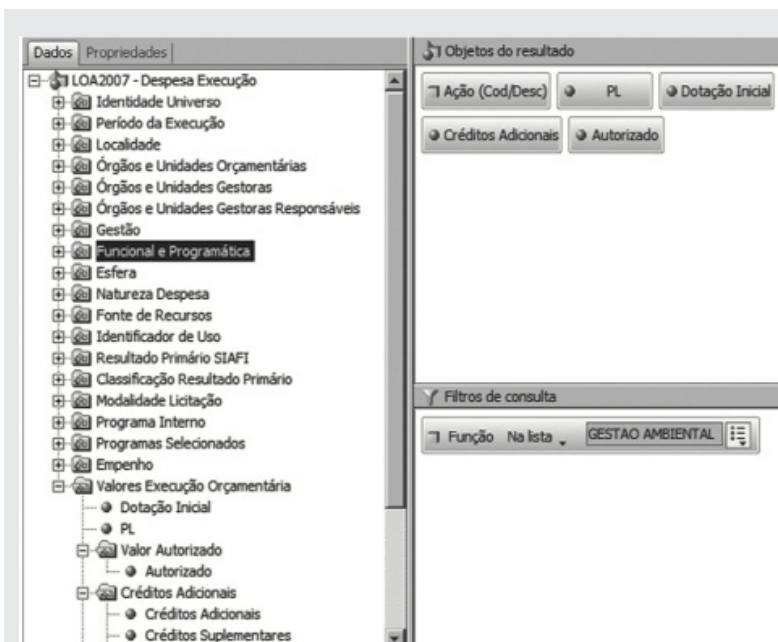 Dados Propriedades
LOA2007 - Despesa Execução
Identidade Universo
Período da Execução
Localidade
Órgãos e Unidades Orçamentárias
Órgãos e Unidades Gestoras
Órgãos e Unidades Gestoras Responsáveis
Gestão
Funcional e Programática
Esfera
Natureza Despesa
Fonte de Recursos
Identificador de Uso
Resultado Primário SIAFI
Classificação Resultado Primário
Modalidade Licitação
Programa Interno
Programas Selecionados
Empenho
Valores Execução Orçamentária
Dotação Inicial
PL
Valor Autorizado
Autorizado
Créditos Adicionais
Créditos Adicionais
Créditos Suplementares
Objetos do resultado
Ação (Cod/Desc) PL Dotação Inicial
Créditos Adicionais Autorizado
Filtros de consulta
Função Na lista GESTAO AMBIENTAL